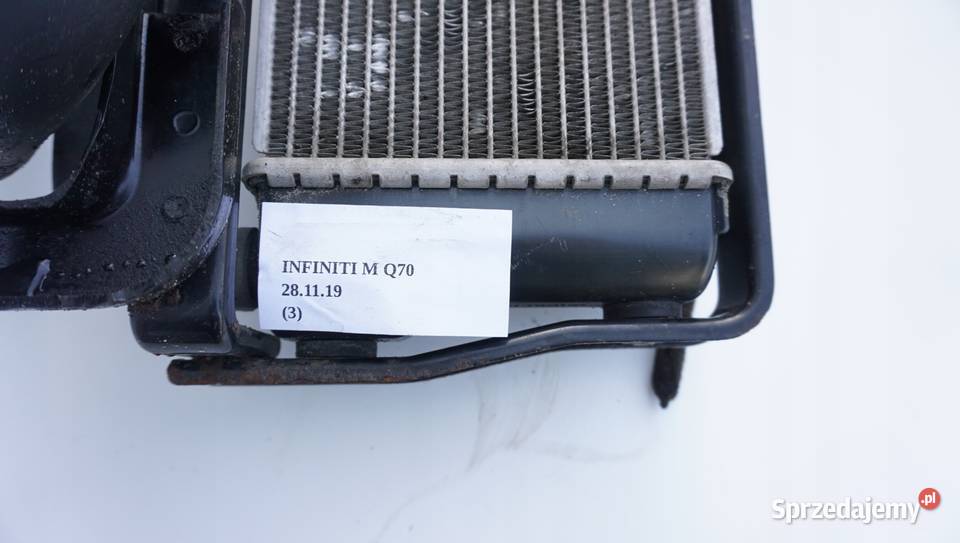 INFINITI M Q70
28.11.19
(3)
Sprzedajemy.pl